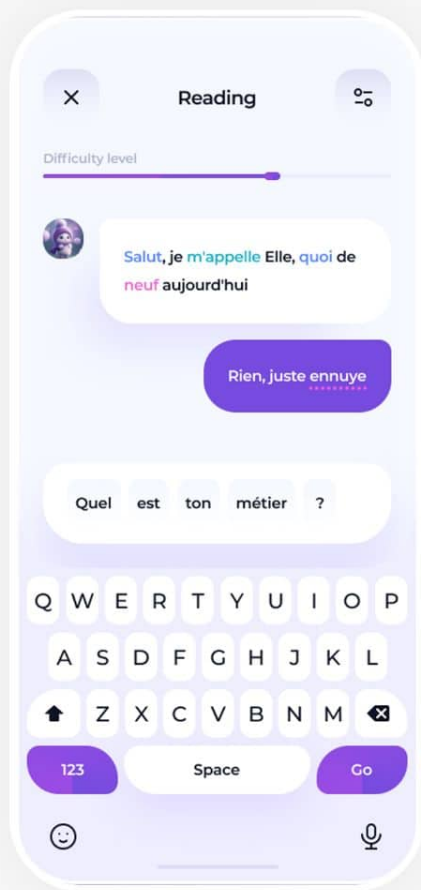 Reading
Difficulty level
Salut, je m'appelle Elle, quoi de
neuf aujourd'hui
Rien, juste ennuye
Quel est ton métier ?
Q W E R T Y U I O P
A S D F G H J K L
Z X C V B N M
123 Space Go